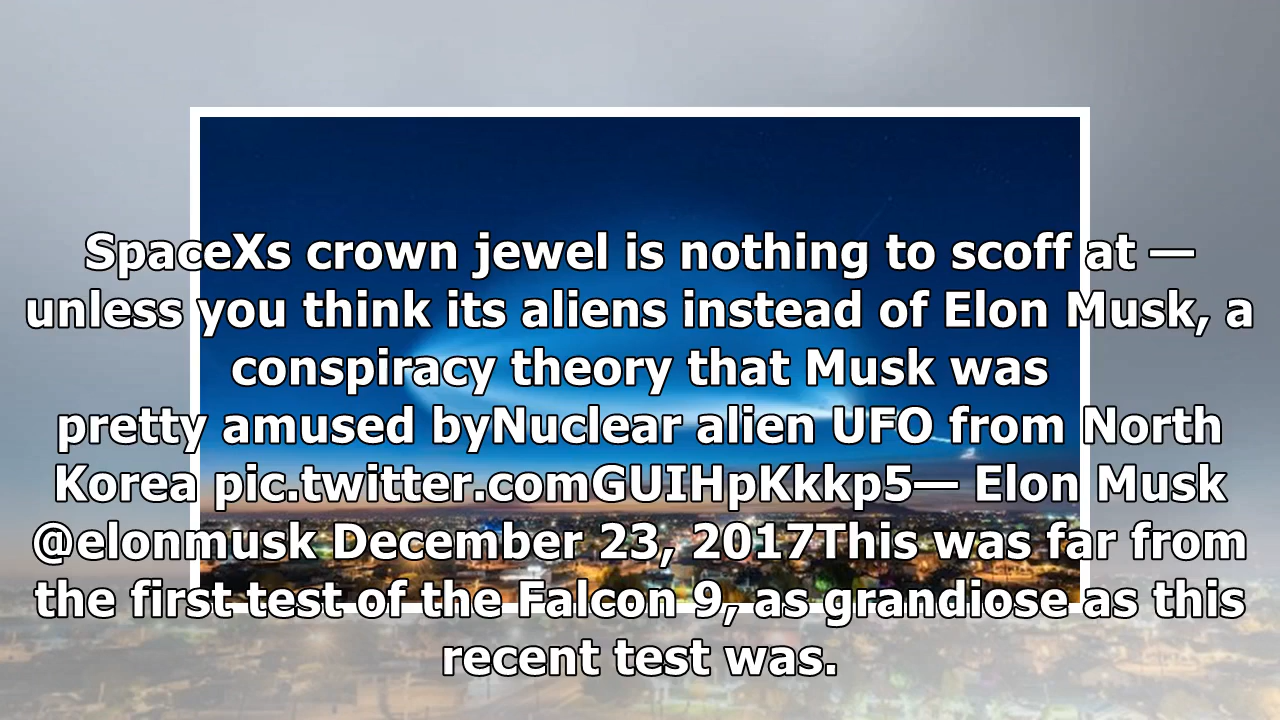 SpaceXs crown jewel is nothing to scoff at —
unless you think its aliens instead of Elon Musk, a
conspiracy theory that Musk was
pretty amused byNuclear alien UFO from North
Korea pic.twitter.comGUIHpKkkp5— Elon Musk
@elonmusk December 23, 2017This was far from
the first test of the Falcon 9, as grandiose as this
recent test was.